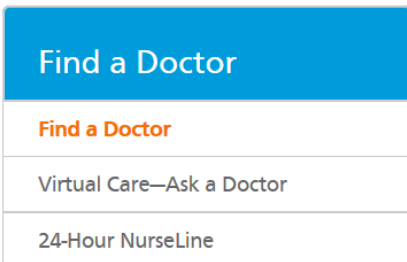 Find a Doctor
Find a Doctor
Virtual Care—Ask a Doctor
24-Hour NurseLine